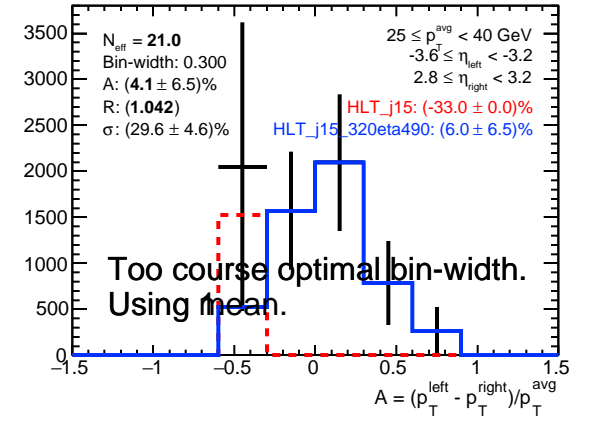 N_eff = 21.0
Bin-width: 0.300
A: (4.1 ± 6.5)%
R: (1.042)
σ: (29.6 ± 4.6)%
25 ≤ p_T^avg < 40 GeV
-3.6 ≤ η_left < -3.2
2.8 ≤ η_right < 3.2
HLT_j15: (-33.0 ± 0.0)%
HLT_j15_320eta490: (6.0 ± 6.5)%
Too course optimal bin-width.
Using mean.
3500
3000
2500
2000
1500
1000
500
0
−1.5 −1 −0.5 0 0.5 1 1.5
A = (p_T^left - p_T^right)/p_T^avg